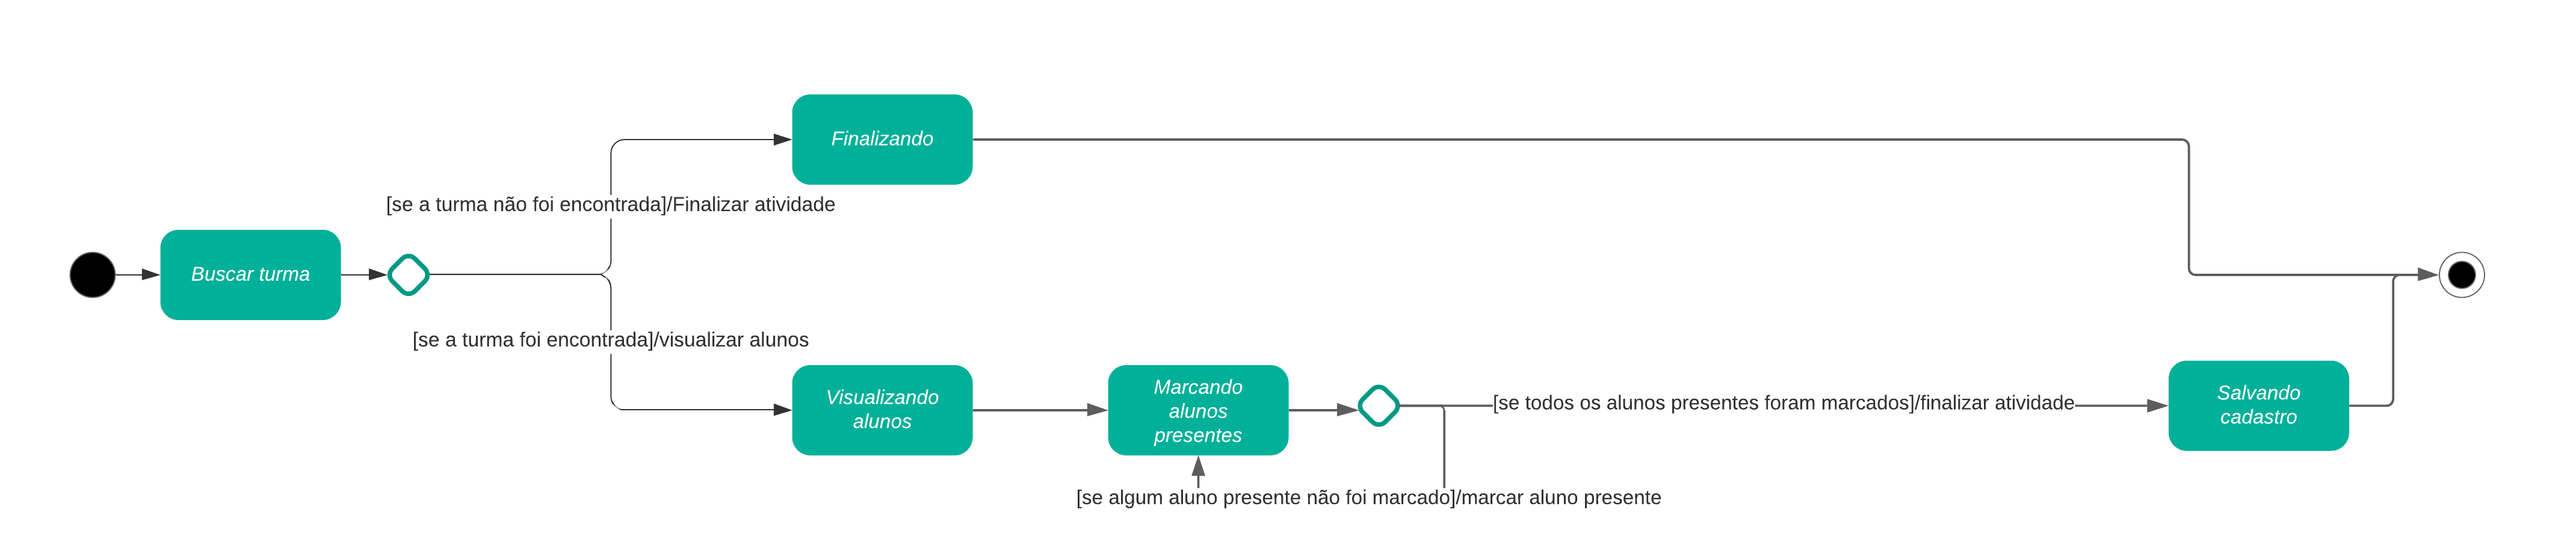 Finalizando
[se a turma não foi encontrada]/Finalizar atividade
Buscar turma
[se a turma foi encontrada]/visualizar alunos
Visualizando
alunos
Marcando
alunos
presentes
[se todos os alunos presentes foram marcados]/finalizar atividade
Salvando
cadastro
[se algum aluno presente não foi marcado]/marcar aluno presente